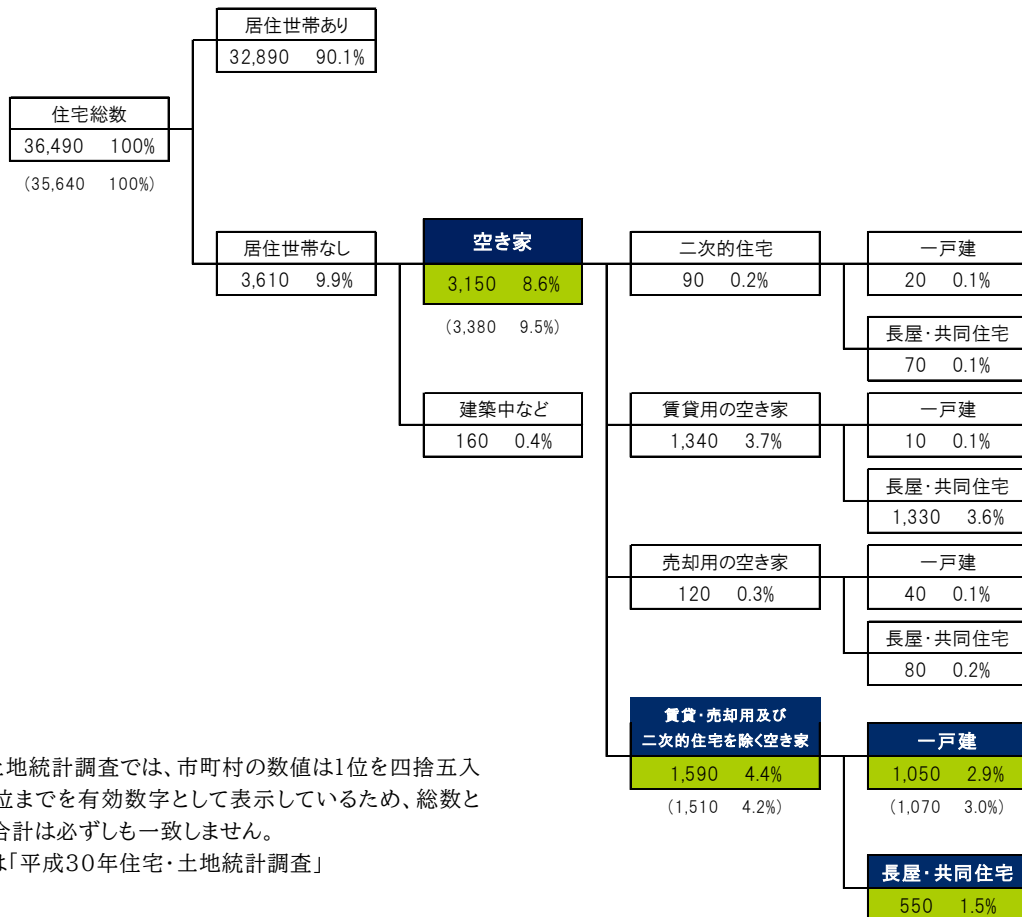 居住世帯あり
32,890 90.1%
住宅総数
36,490 100%
(35,640 100%)
居住世帯なし
3,610 9.9%
空き家
3,150 8.6%
(3,380 9.5%)
建築中など
160 0.4%
二次的住宅
90 0.2%
一戸建
20 0.1%
長屋・共同住宅
70 0.1%
賃貸用の空き家
1,340 3.7%
一戸建
10 0.1%
長屋・共同住宅
1,330 3.6%
売却用の空き家
120 0.3%
一戸建
40 0.1%
長屋・共同住宅
80 0.2%
賃貸・売却用及び
二次的住宅を除く空き家
1,590 4.4%
(1,510 4.2%)
一戸建
1,050 2.9%
(1,070 3.0%)
長屋・共同住宅
550 1.5%
土地統計調査では、市町村の数値は1位を四捨五入
位までを有効数字として表示しているため、総数と
合計は必ずしも一致しません。
は「平成30年住宅・土地統計調査」